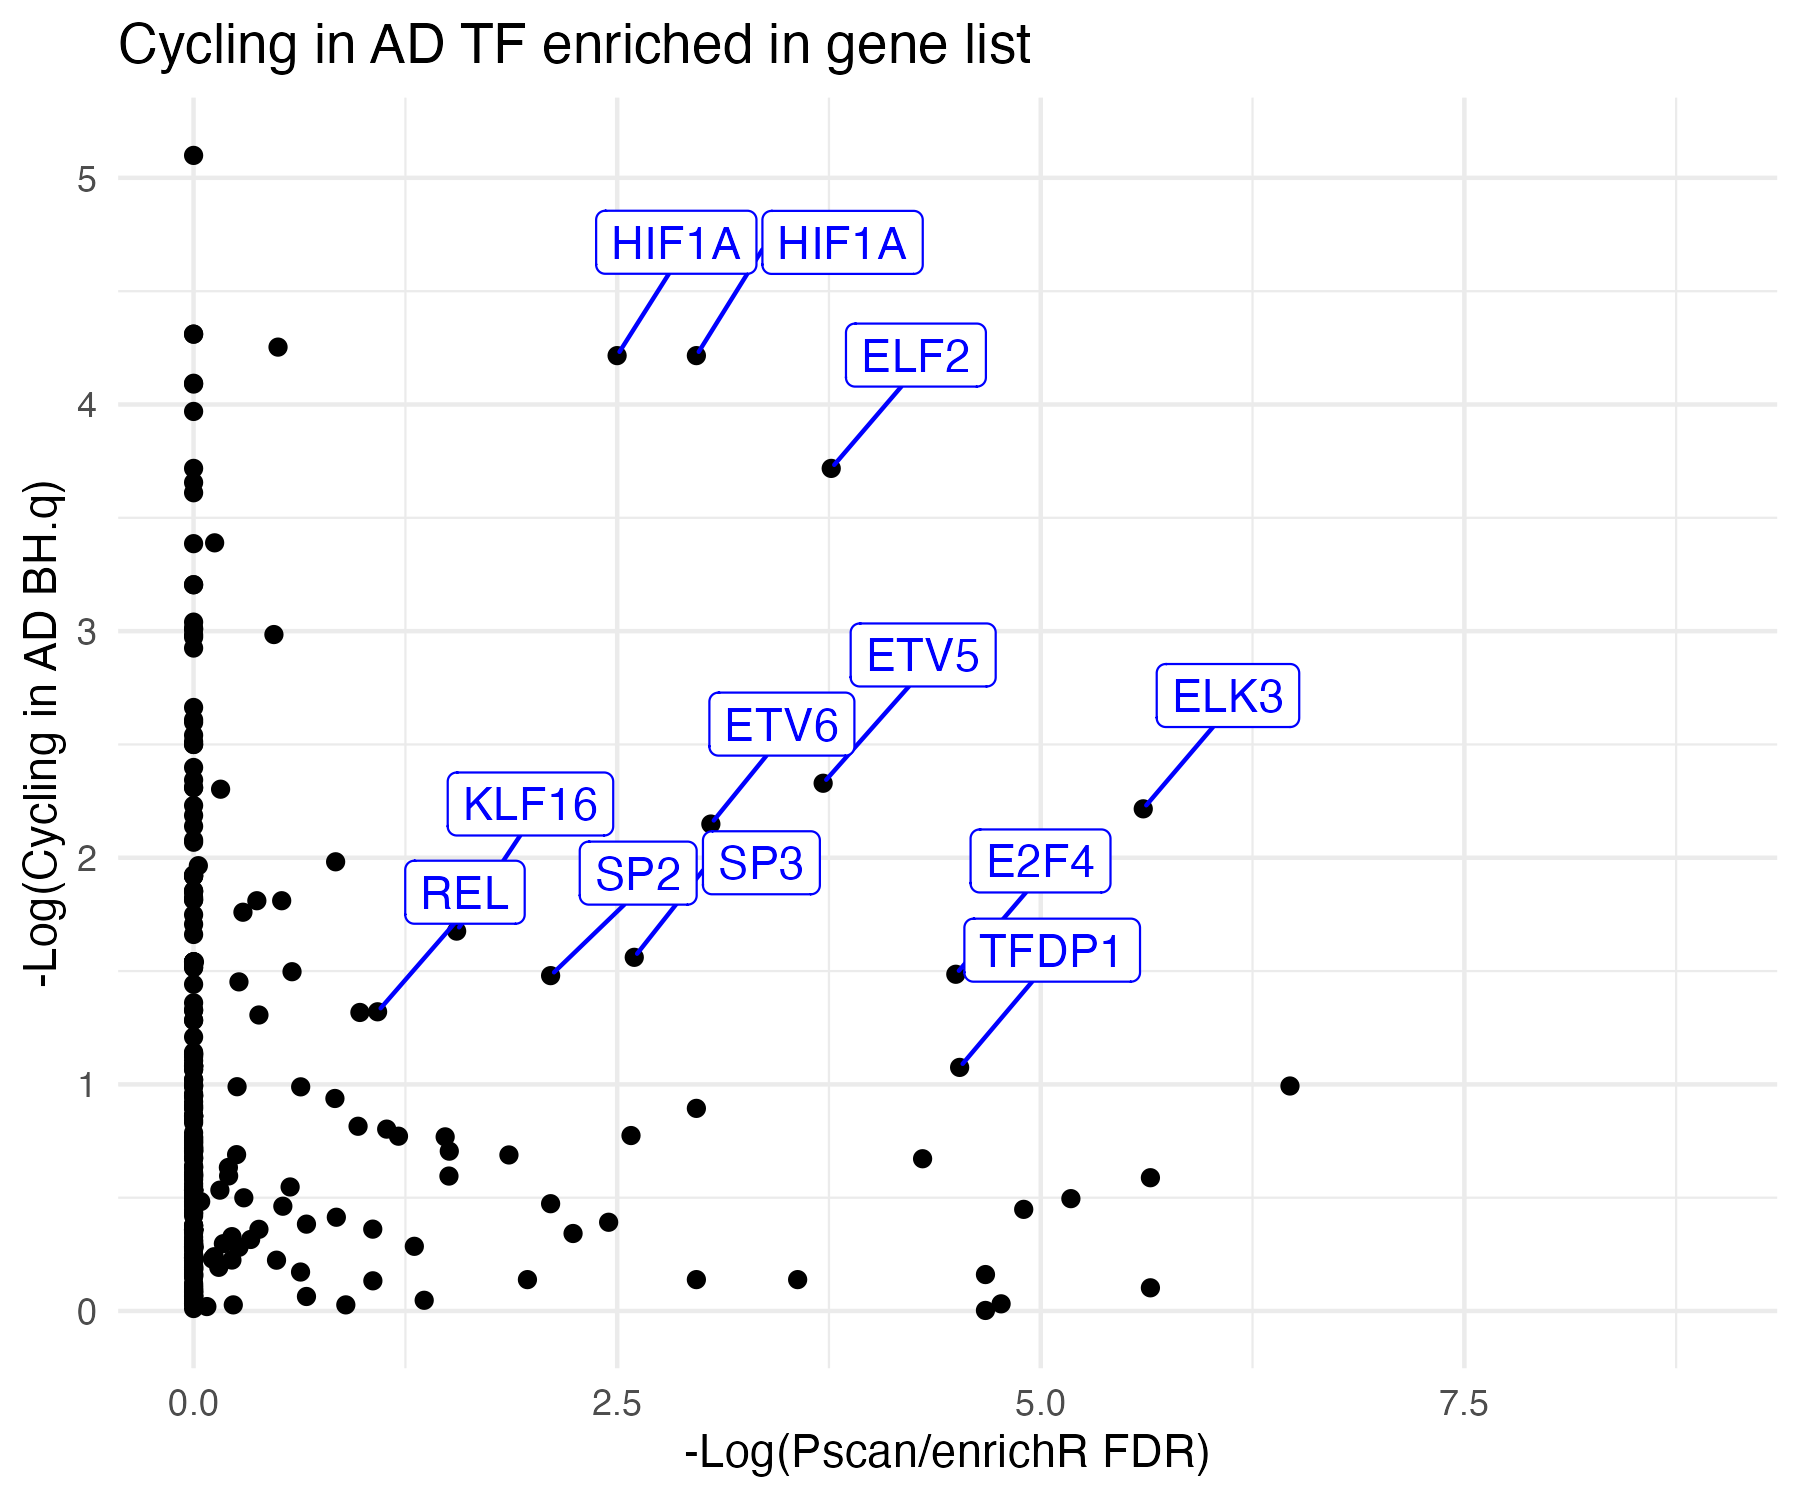 Cycling in AD TF enriched in gene list
-Log(Cycling in AD BH.q)
5
4
3
2
1
0
HIF1A
HIF1A
ELF2
ETV5
ELK3
ETV6
KLF16
E2F4
SP3
SP2
REL
TFDP1
0.0
2.5
5.0
7.5
-Log(Pscan/enrichR FDR)